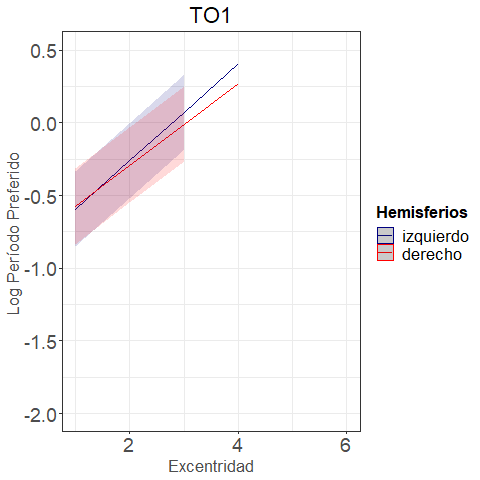 TO1
0.5
0.0
-0.5
-1.0
-1.5
-2.0
Log Período Preferido
2 4 6
Excentridad
Hemisferios
izquierdo
derecho